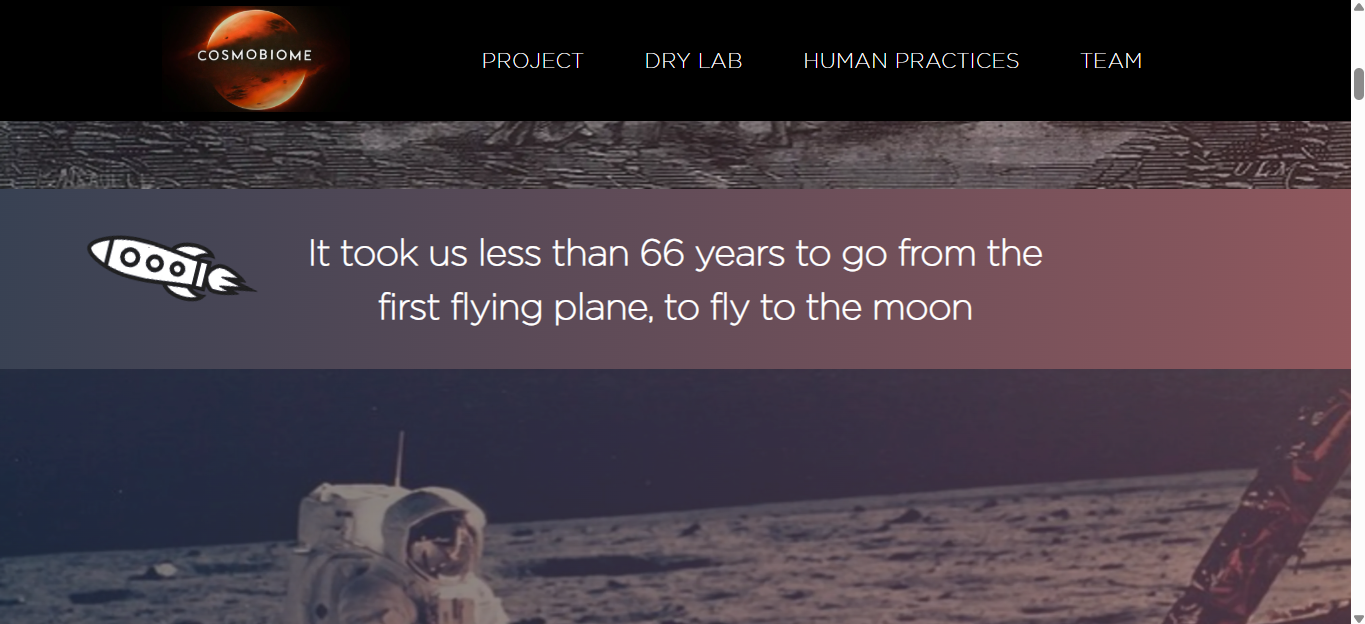 COSMOBIOME
PROJECT
DRY LAB
HUMAN PRACTICES
TEAM
ULM
It took us less than 66 years to go from the
first flying plane, to fly to the moon